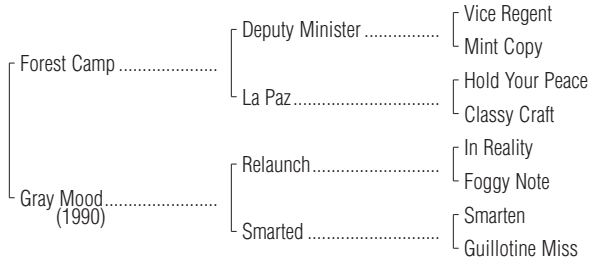 Vice Regent
Deputy Minister ................
Mint Copy
Forest Camp .....................
Hold Your Peace
La Paz...............................
Classy Craft
In Reality
Relaunch...........................
Foggy Note
Gray Mood........................
(1990)
Smarten
Smarted ............................
Guillotine Miss